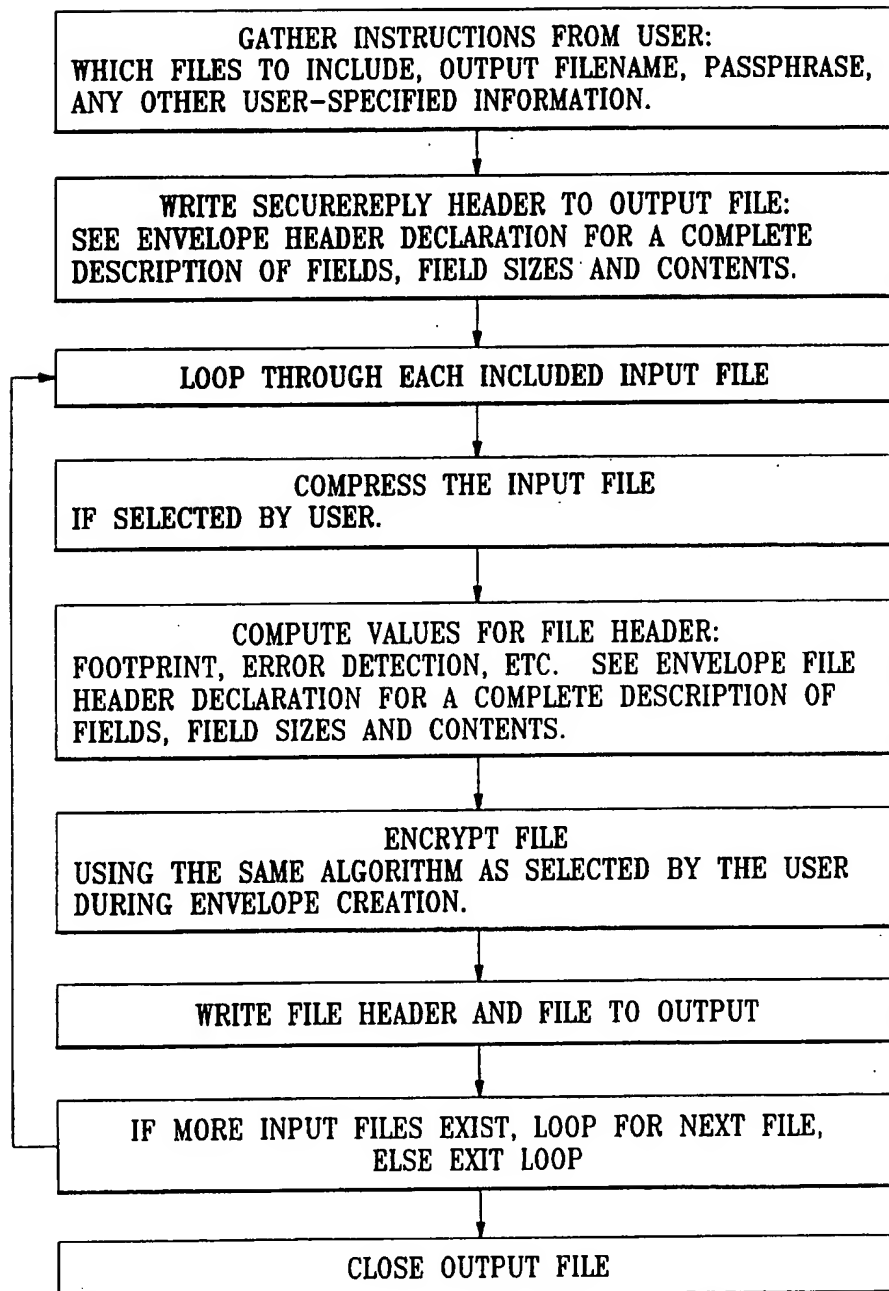 GATHER INSTRUCTIONS FROM USER:
WHICH FILES TO INCLUDE, OUTPUT FILENAME, PASSPHRASE,
ANY OTHER USER-SPECIFIED INFORMATION.
WRITE SECUREREPLY HEADER TO OUTPUT FILE:
SEE ENVELOPE HEADER DECLARATION FOR A COMPLETE
DESCRIPTION OF FIELDS, FIELD SIZES AND CONTENTS.
LOOP THROUGH EACH INCLUDED INPUT FILE
COMPRESS THE INPUT FILE
IF SELECTED BY USER.
COMPUTE VALUES FOR FILE HEADER:
FOOTPRINT, ERROR DETECTION, ETC. SEE ENVELOPE FILE
HEADER DECLARATION FOR A COMPLETE DESCRIPTION OF
FIELDS, FIELD SIZES AND CONTENTS.
ENCRYPT FILE
USING THE SAME ALGORITHM AS SELECTED BY THE USER
DURING ENVELOPE CREATION.
WRITE FILE HEADER AND FILE TO OUTPUT
IF MORE INPUT FILES EXIST, LOOP FOR NEXT FILE,
ELSE EXIT LOOP
CLOSE OUTPUT FILE